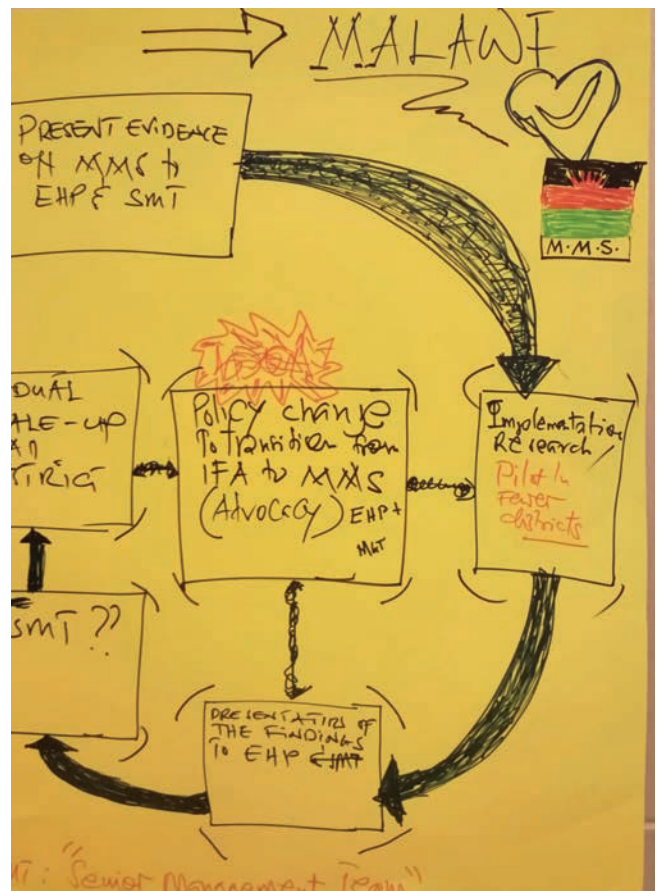 MALAWI
PRESENT EVIDENCE
ON MMS to
EHP & SMT
M.M.S.
DUAL
ALE-UP
Policy change
To transition from
IFA to MMS
(Advocacy) EHP +
Implementation
RESEARCH/
Pilot in
Fewer
districts
SMT ??
PRESENTATION OF
THE FINDINGS
TO EHP
MT: "Senior Management Team"